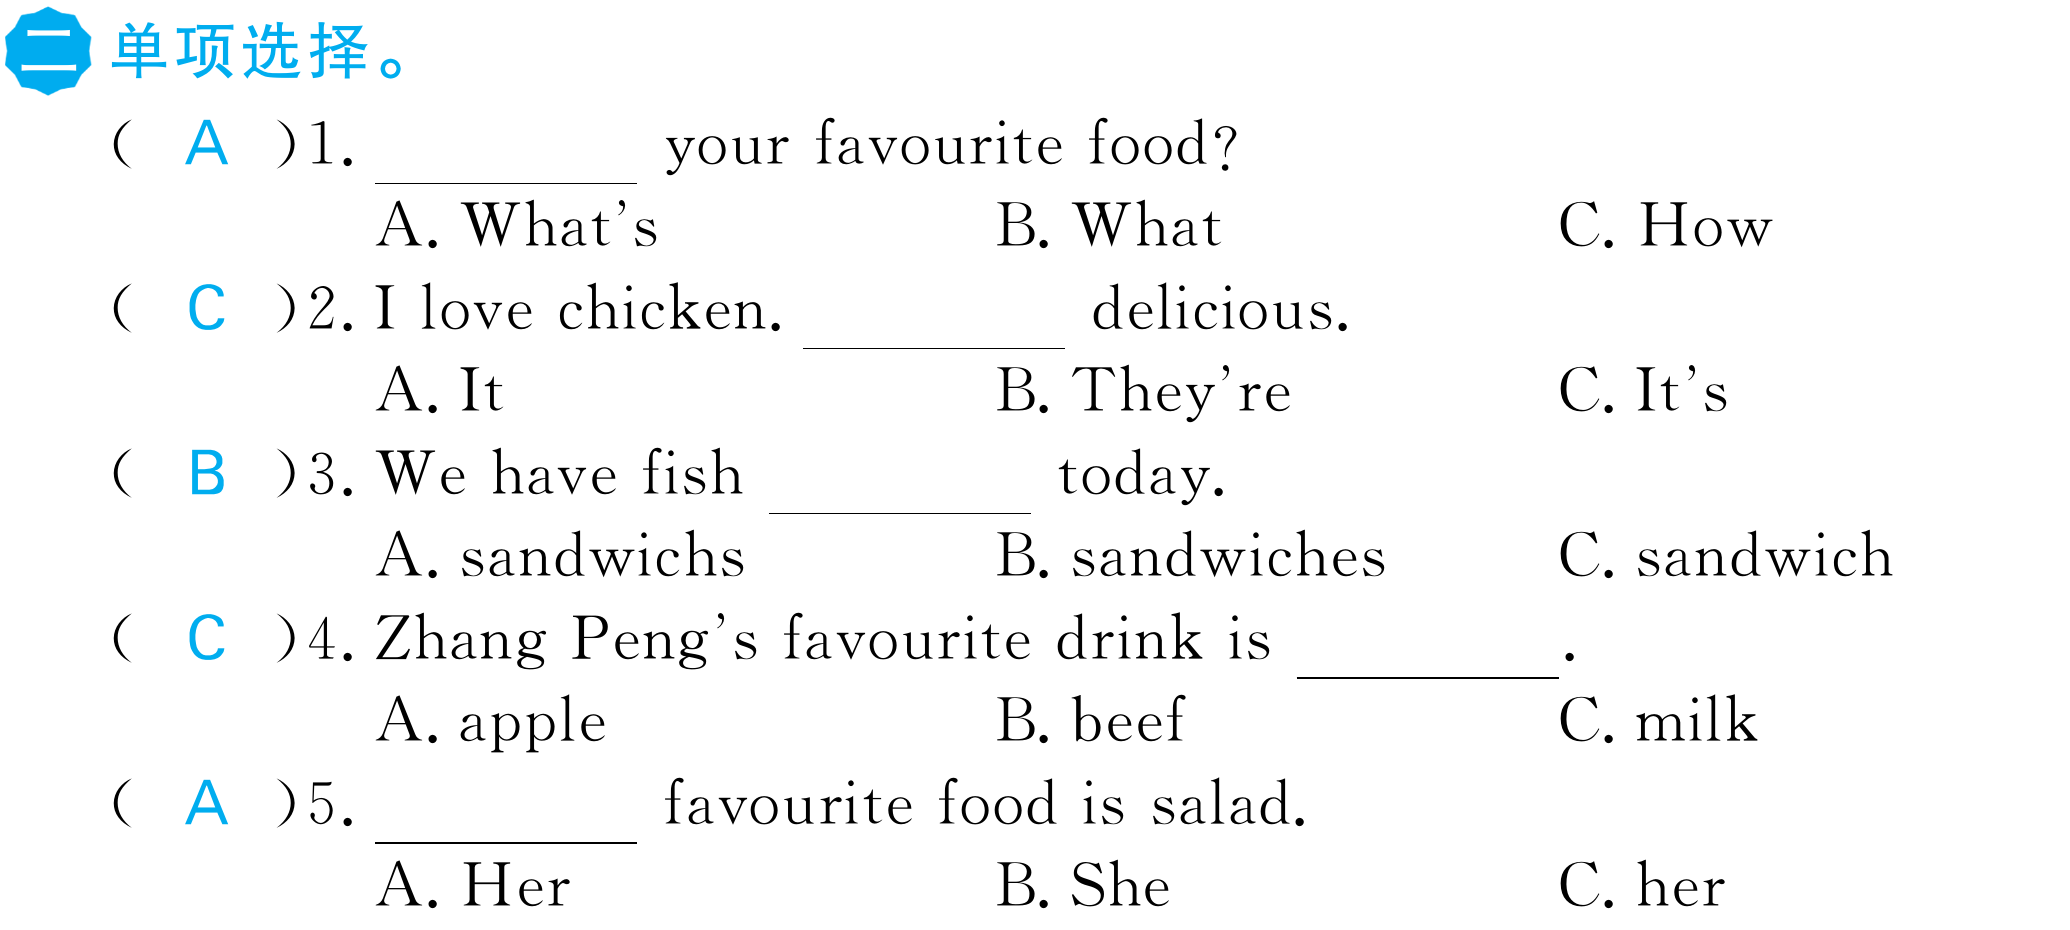 二 单项选择。
( A )1. ________ your favourite food?
A. What's B. What C. How
( C )2. I love chicken. ________ delicious.
A. It B. They're C. It's
( B )3. We have fish ________ today.
A. sandwichs B. sandwiches C. sandwich
( C )4. Zhang Peng's favourite drink is ________.
A. apple B. beef C. milk
( A )5. ________ favourite food is salad.
A. Her B. She C. her